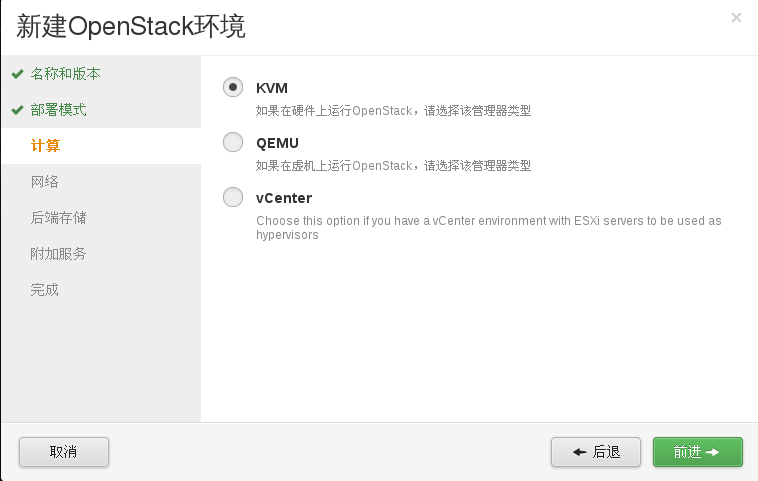 新建OpenStack环境
×
名称和版本
部署模式
计算
网络
后端存储
附加服务
完成
KVM
如果在硬件上运行OpenStack，请选择该管理器类型
QEMU
如果在虚机上运行OpenStack，请选择该管理器类型
vCenter
Choose this option if you have a vCenter environment with ESXi servers to be used as
hypervisors
取消
后退
前进